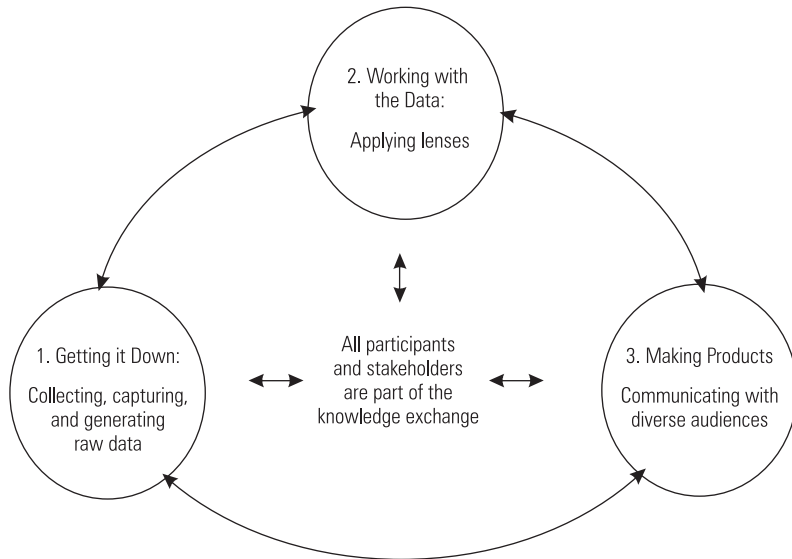 2. Working with
the Data:
Applying lenses
1. Getting it Down:
Collecting, capturing,
and generating
raw data
All participants
and stakeholders
are part of the
knowledge exchange
3. Making Products
Communicating with
diverse audiences